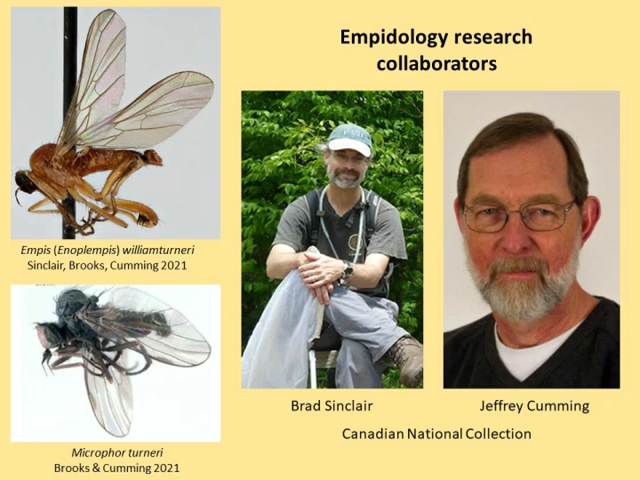 Empidology research
collaborators
Empis (Enoplempis) williamturneri
Sinclair, Brooks, Cumming 2021
Microphor turneri
Brooks & Cumming 2021
Brad Sinclair
Jeffrey Cumming
Canadian National Collection